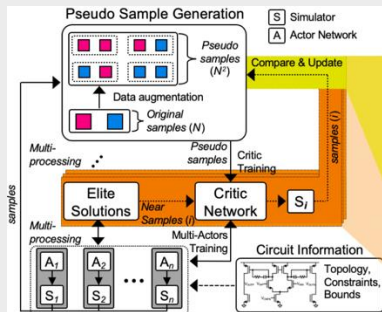 Pseudo Sample Generation
S Simulator
A Actor Network
Pseudo
samples
(N²)
Compare & Update
Data augmentation
Original
samples (N)
Multi-
processing
Pseudo
samples
Critic
Training
samples (i)
samples
Elite
Solutions
Near
Samples (i)
Critic
Network
Si
Multi-
processing
Multi-Actors
Training
Circuit Information
A1 A2 An
S1 S2 Sn
Topology,
Constraints,
Bounds